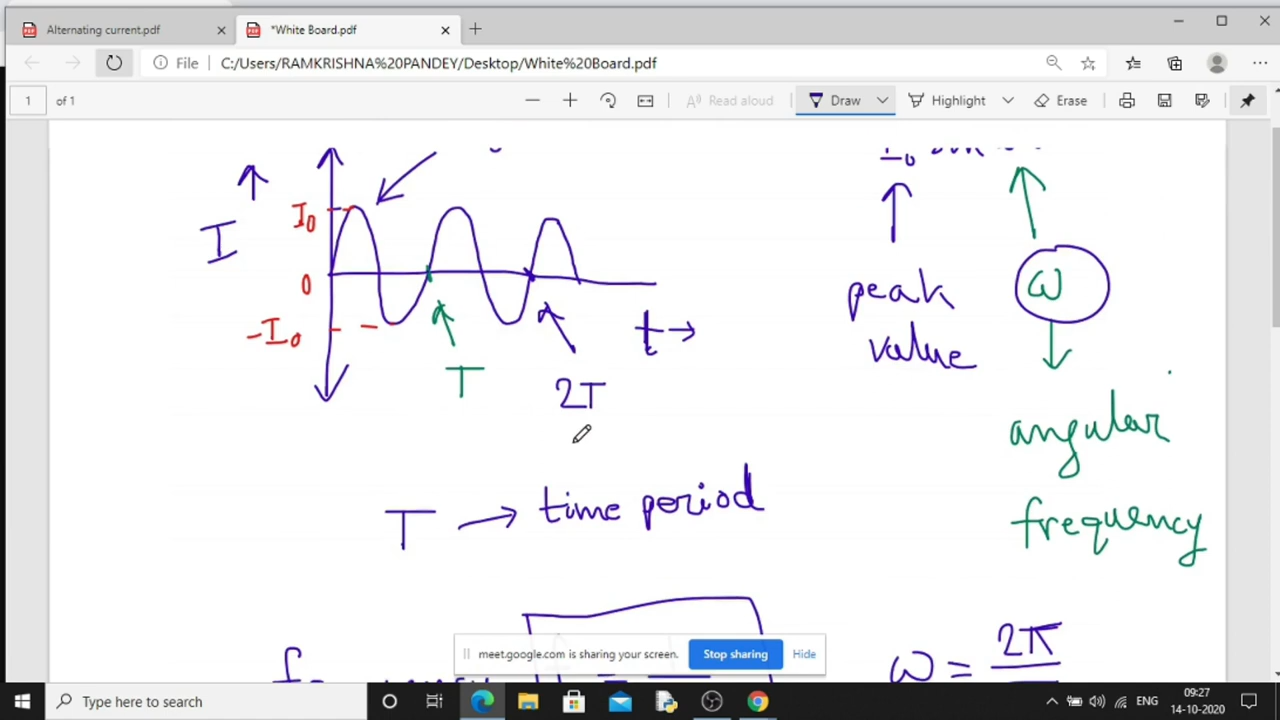 Alternating current.pdf
*White Board.pdf
File
C:/Users/RAMKRISHNA%20PANDEY/Desktop/White%20Board.pdf
1
of 1
Read aloud
Draw
Highlight
Erase
I
I0
0
-I0
T
2T
t
I0
peak
value
ω
angular
frequency
T → time period
ω = 2π
meet.google.com is sharing your screen.
Stop sharing
Hide
Type here to search
ENG
09:27
14-10-2020